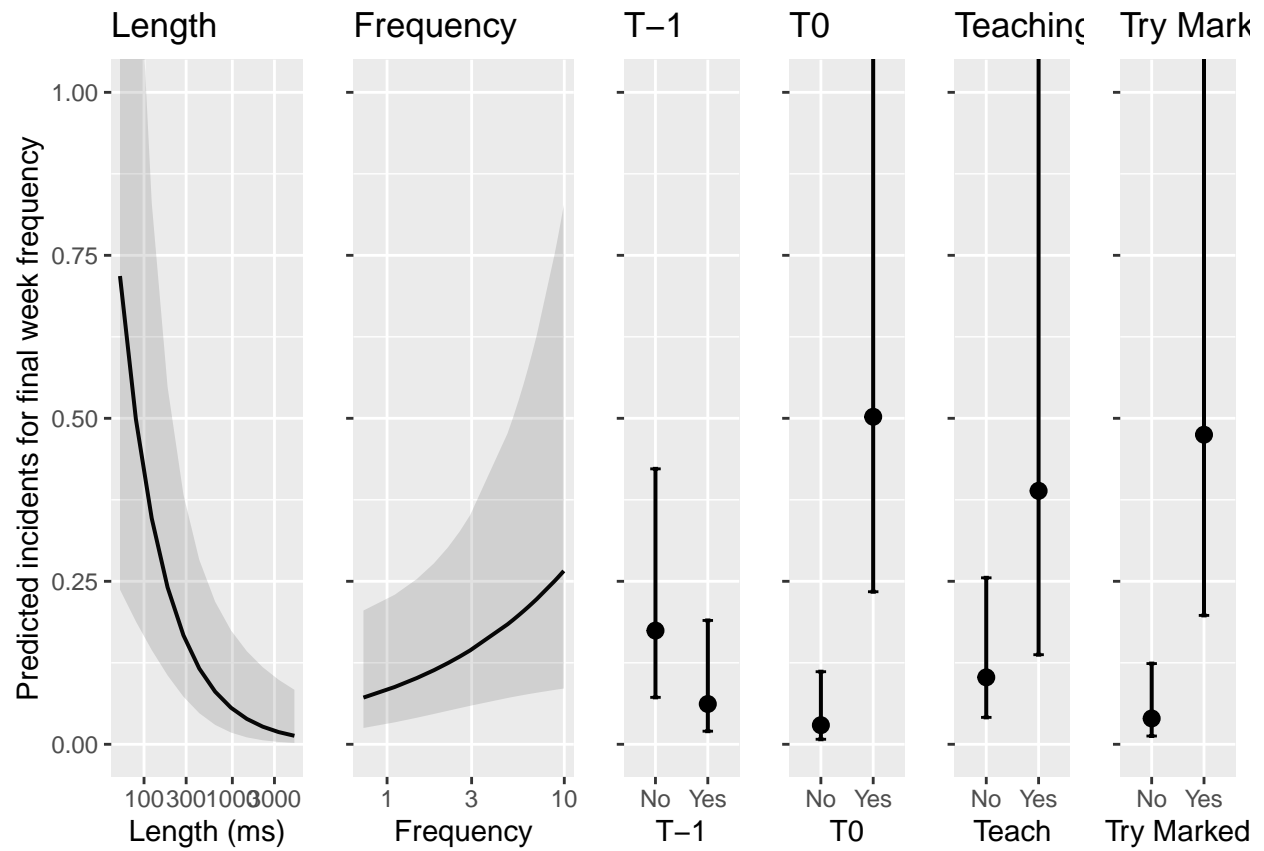 Length
Frequency
T−1
T0
Teaching
Try Mark
Predicted incidents for final week frequency
1.00
0.75
0.50
0.25
0.00
100 300 1000 3000
1 3 10
No Yes
No Yes
No Yes
No Yes
Length (ms)
Frequency
T−1
T0
Teach
Try Marked